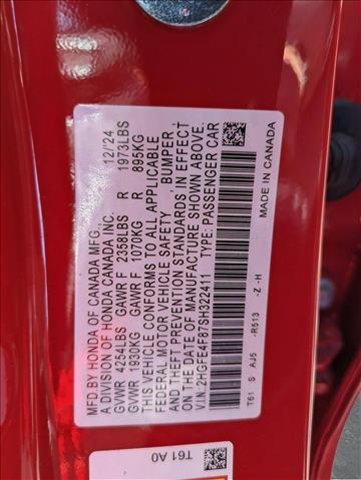 MFD BY HONDA OF CANADA MFG., 12/24
A DIVISION OF HONDA CANADA INC.
GVWR 4254LBS GAWR F 2358LBS R 1973LBS
GVWR 1930KG GAWR F 1070KG R 895KG
THIS VEHICLE CONFORMS TO ALL APPLICABLE
FEDERAL MOTOR VEHICLE SAFETY , BUMPER ,
AND THEFT PREVENTION STANDARDS IN EFFECT
ON THE DATE OF MANUFACTURE SHOWN ABOVE.
V.I.N:2HGFE4F87SH322411 TYPE: PASSENGER CAR
MADE IN CANADA
T61 S AJ5 -R513 -Z -H
T61 A0